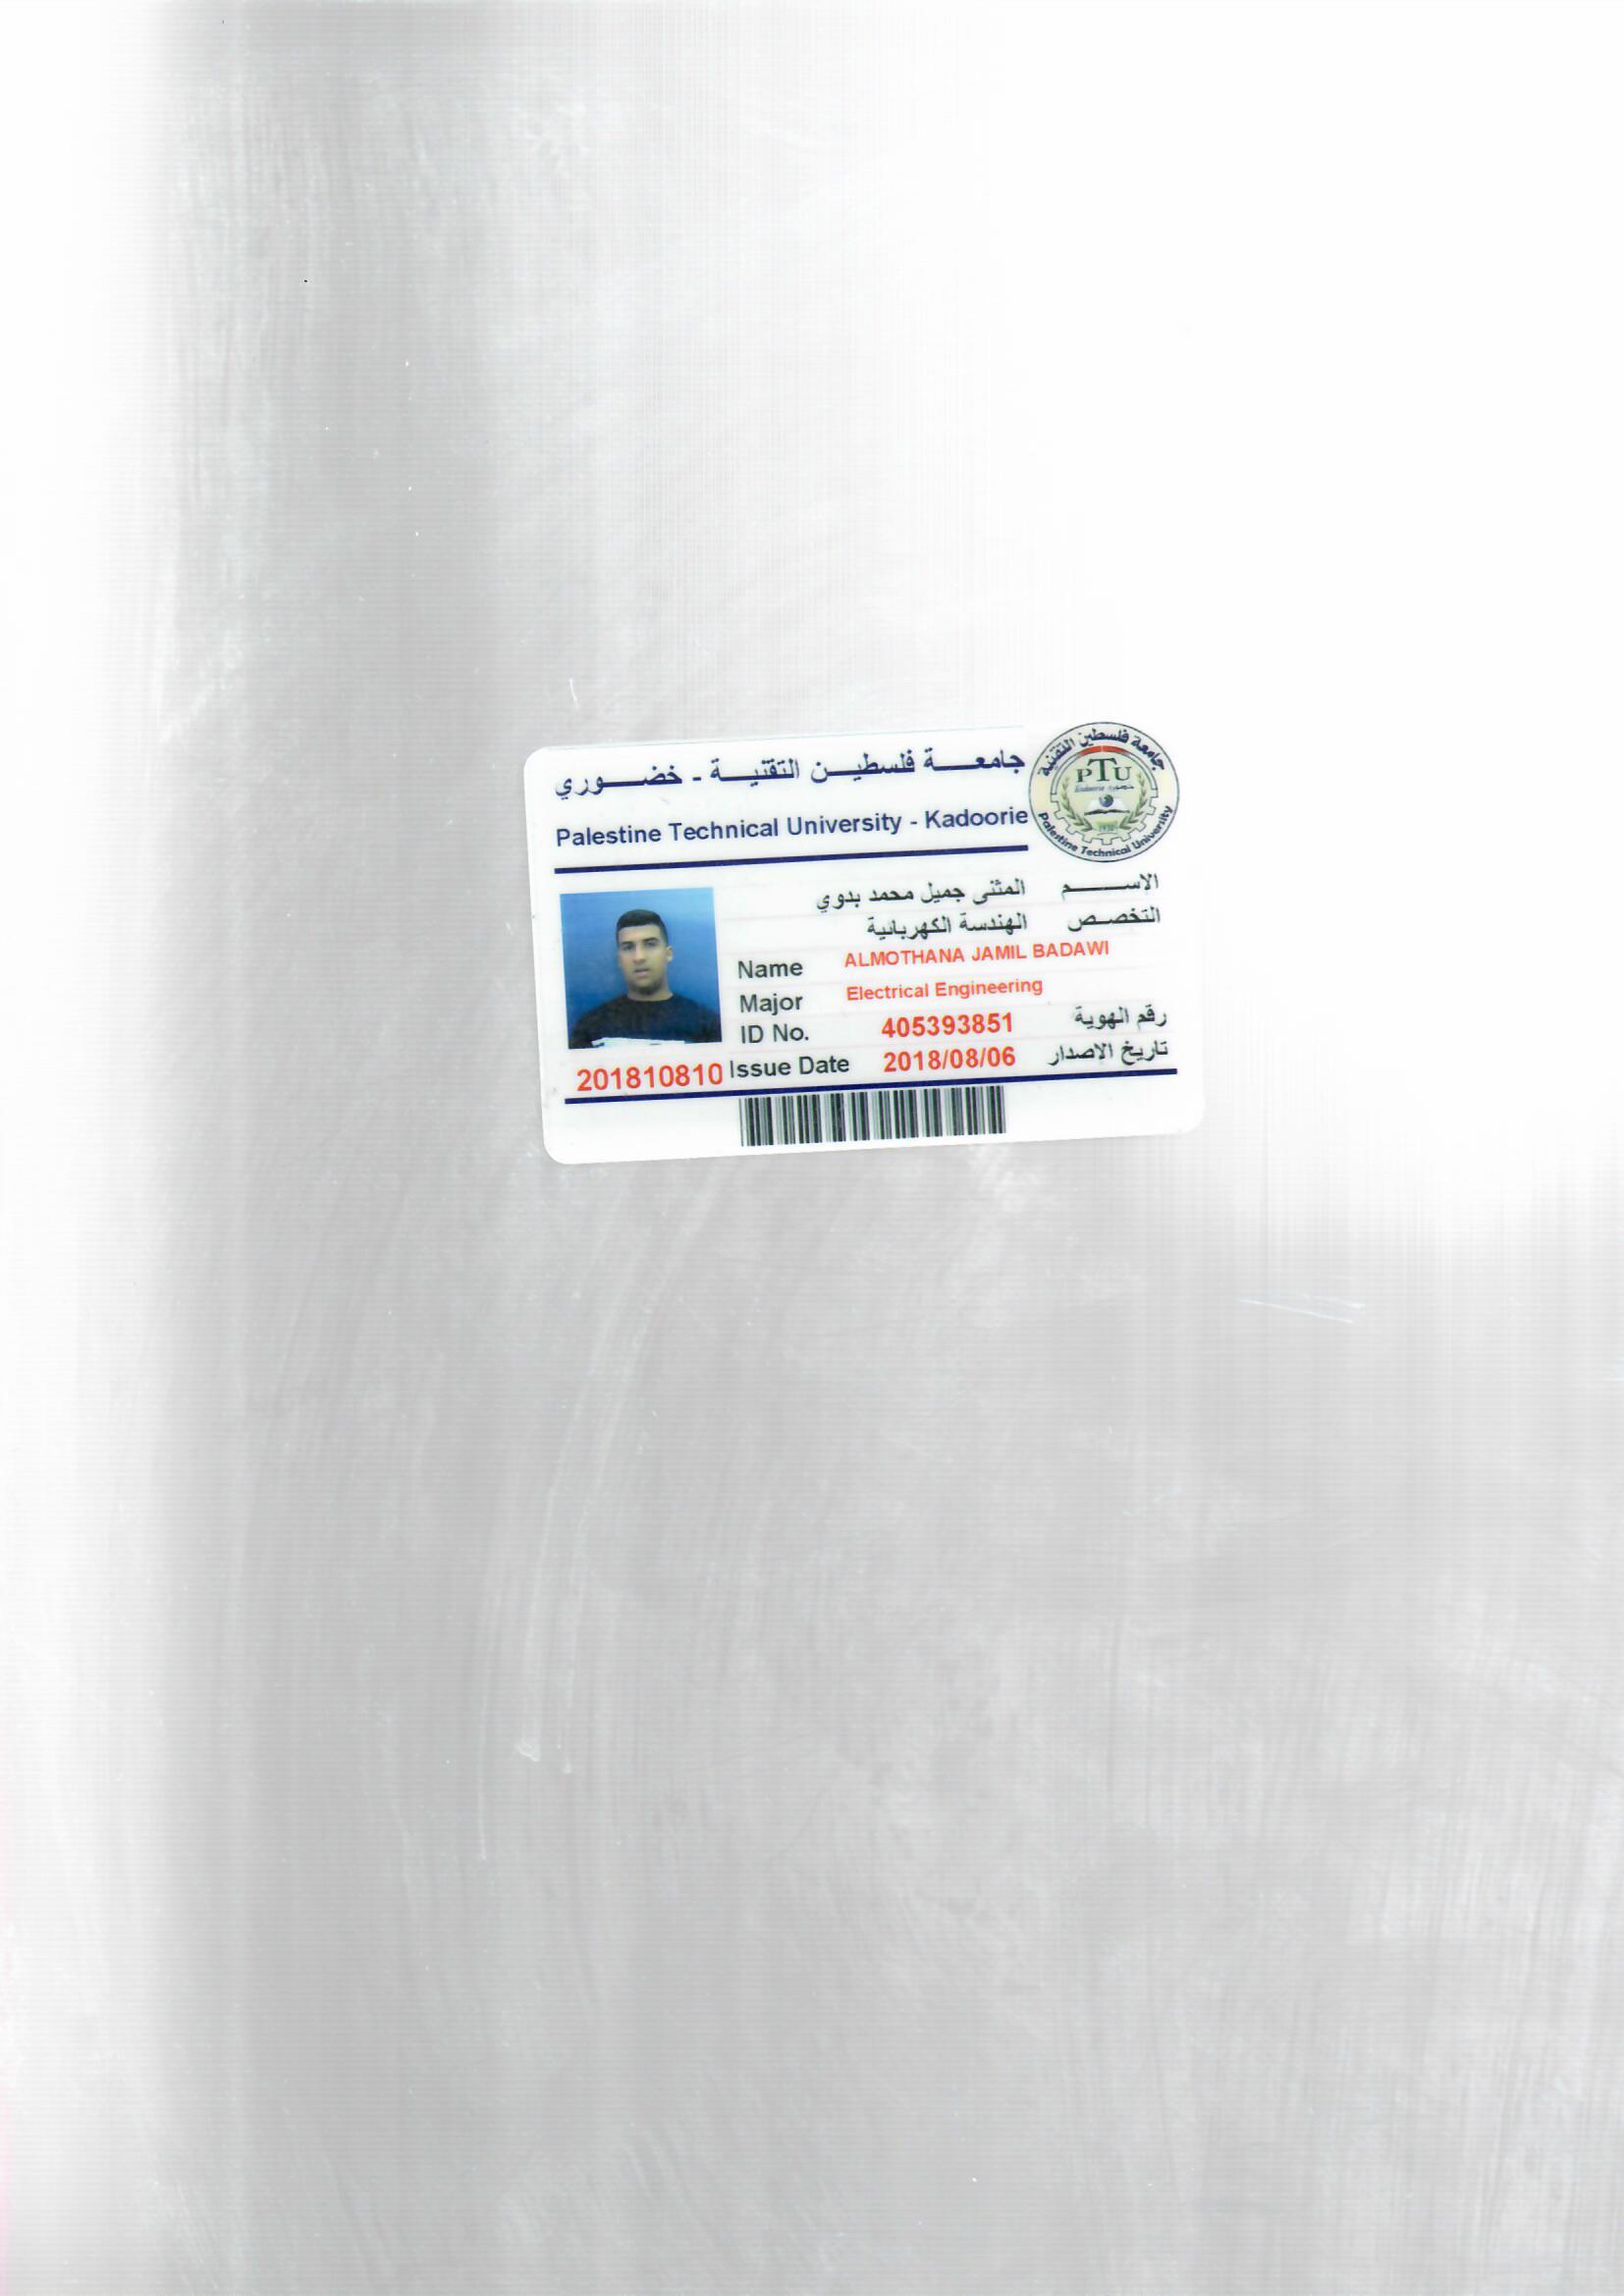 جامعة فلسطين التقنية - خضوري
Palestine Technical University - Kadoorie
جامعة فلسطين التقنية
PTU
Palestine Technical University
الاسم المثنى جميل محمد بدوي
التخصص الهندسة الكهربائية
Name ALMOTHANA JAMIL BADAWI
Major Electrical Engineering
ID No. 405393851 رقم الهوية
201810810 Issue Date 2018/08/06 تاريخ الاصدار